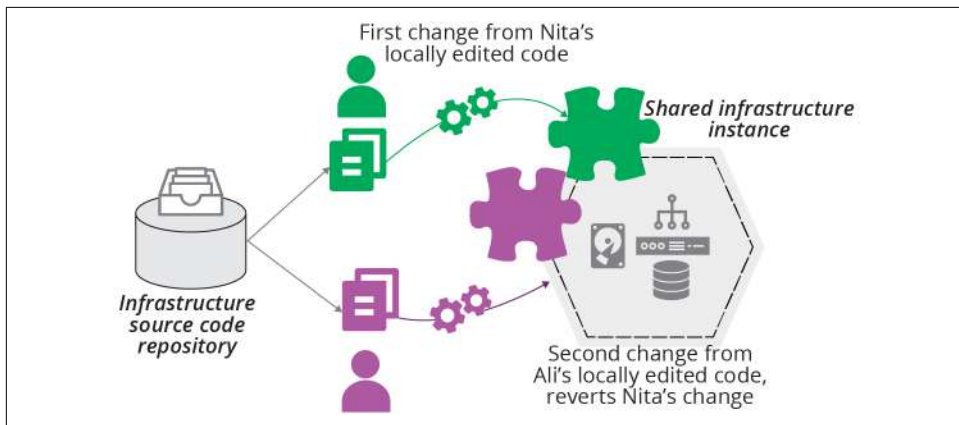 First change from Nita’s
locally edited code
Shared infrastructure
instance
Infrastructure
source code
repository
Second change from
Ali’s locally edited code,
reverts Nita’s change